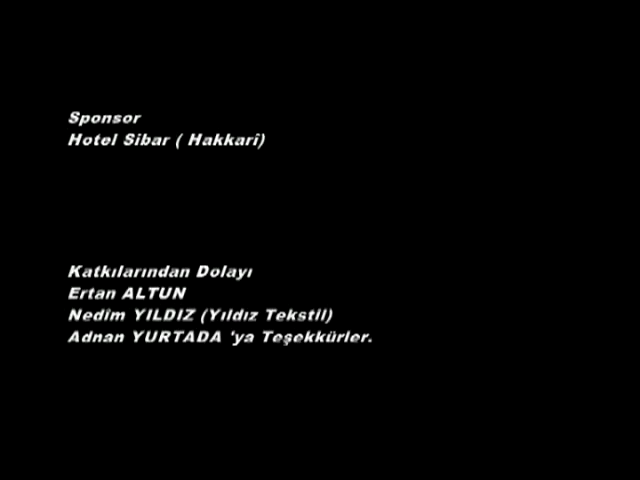 Sponsor
Hotel Sibar ( Hakkari)
Katkılarından Dolayı
Ertan ALTUN
Nedim YILDIZ (Yıldız Tekstil)
Adnan YURTADA 'ya Teşekkürler.